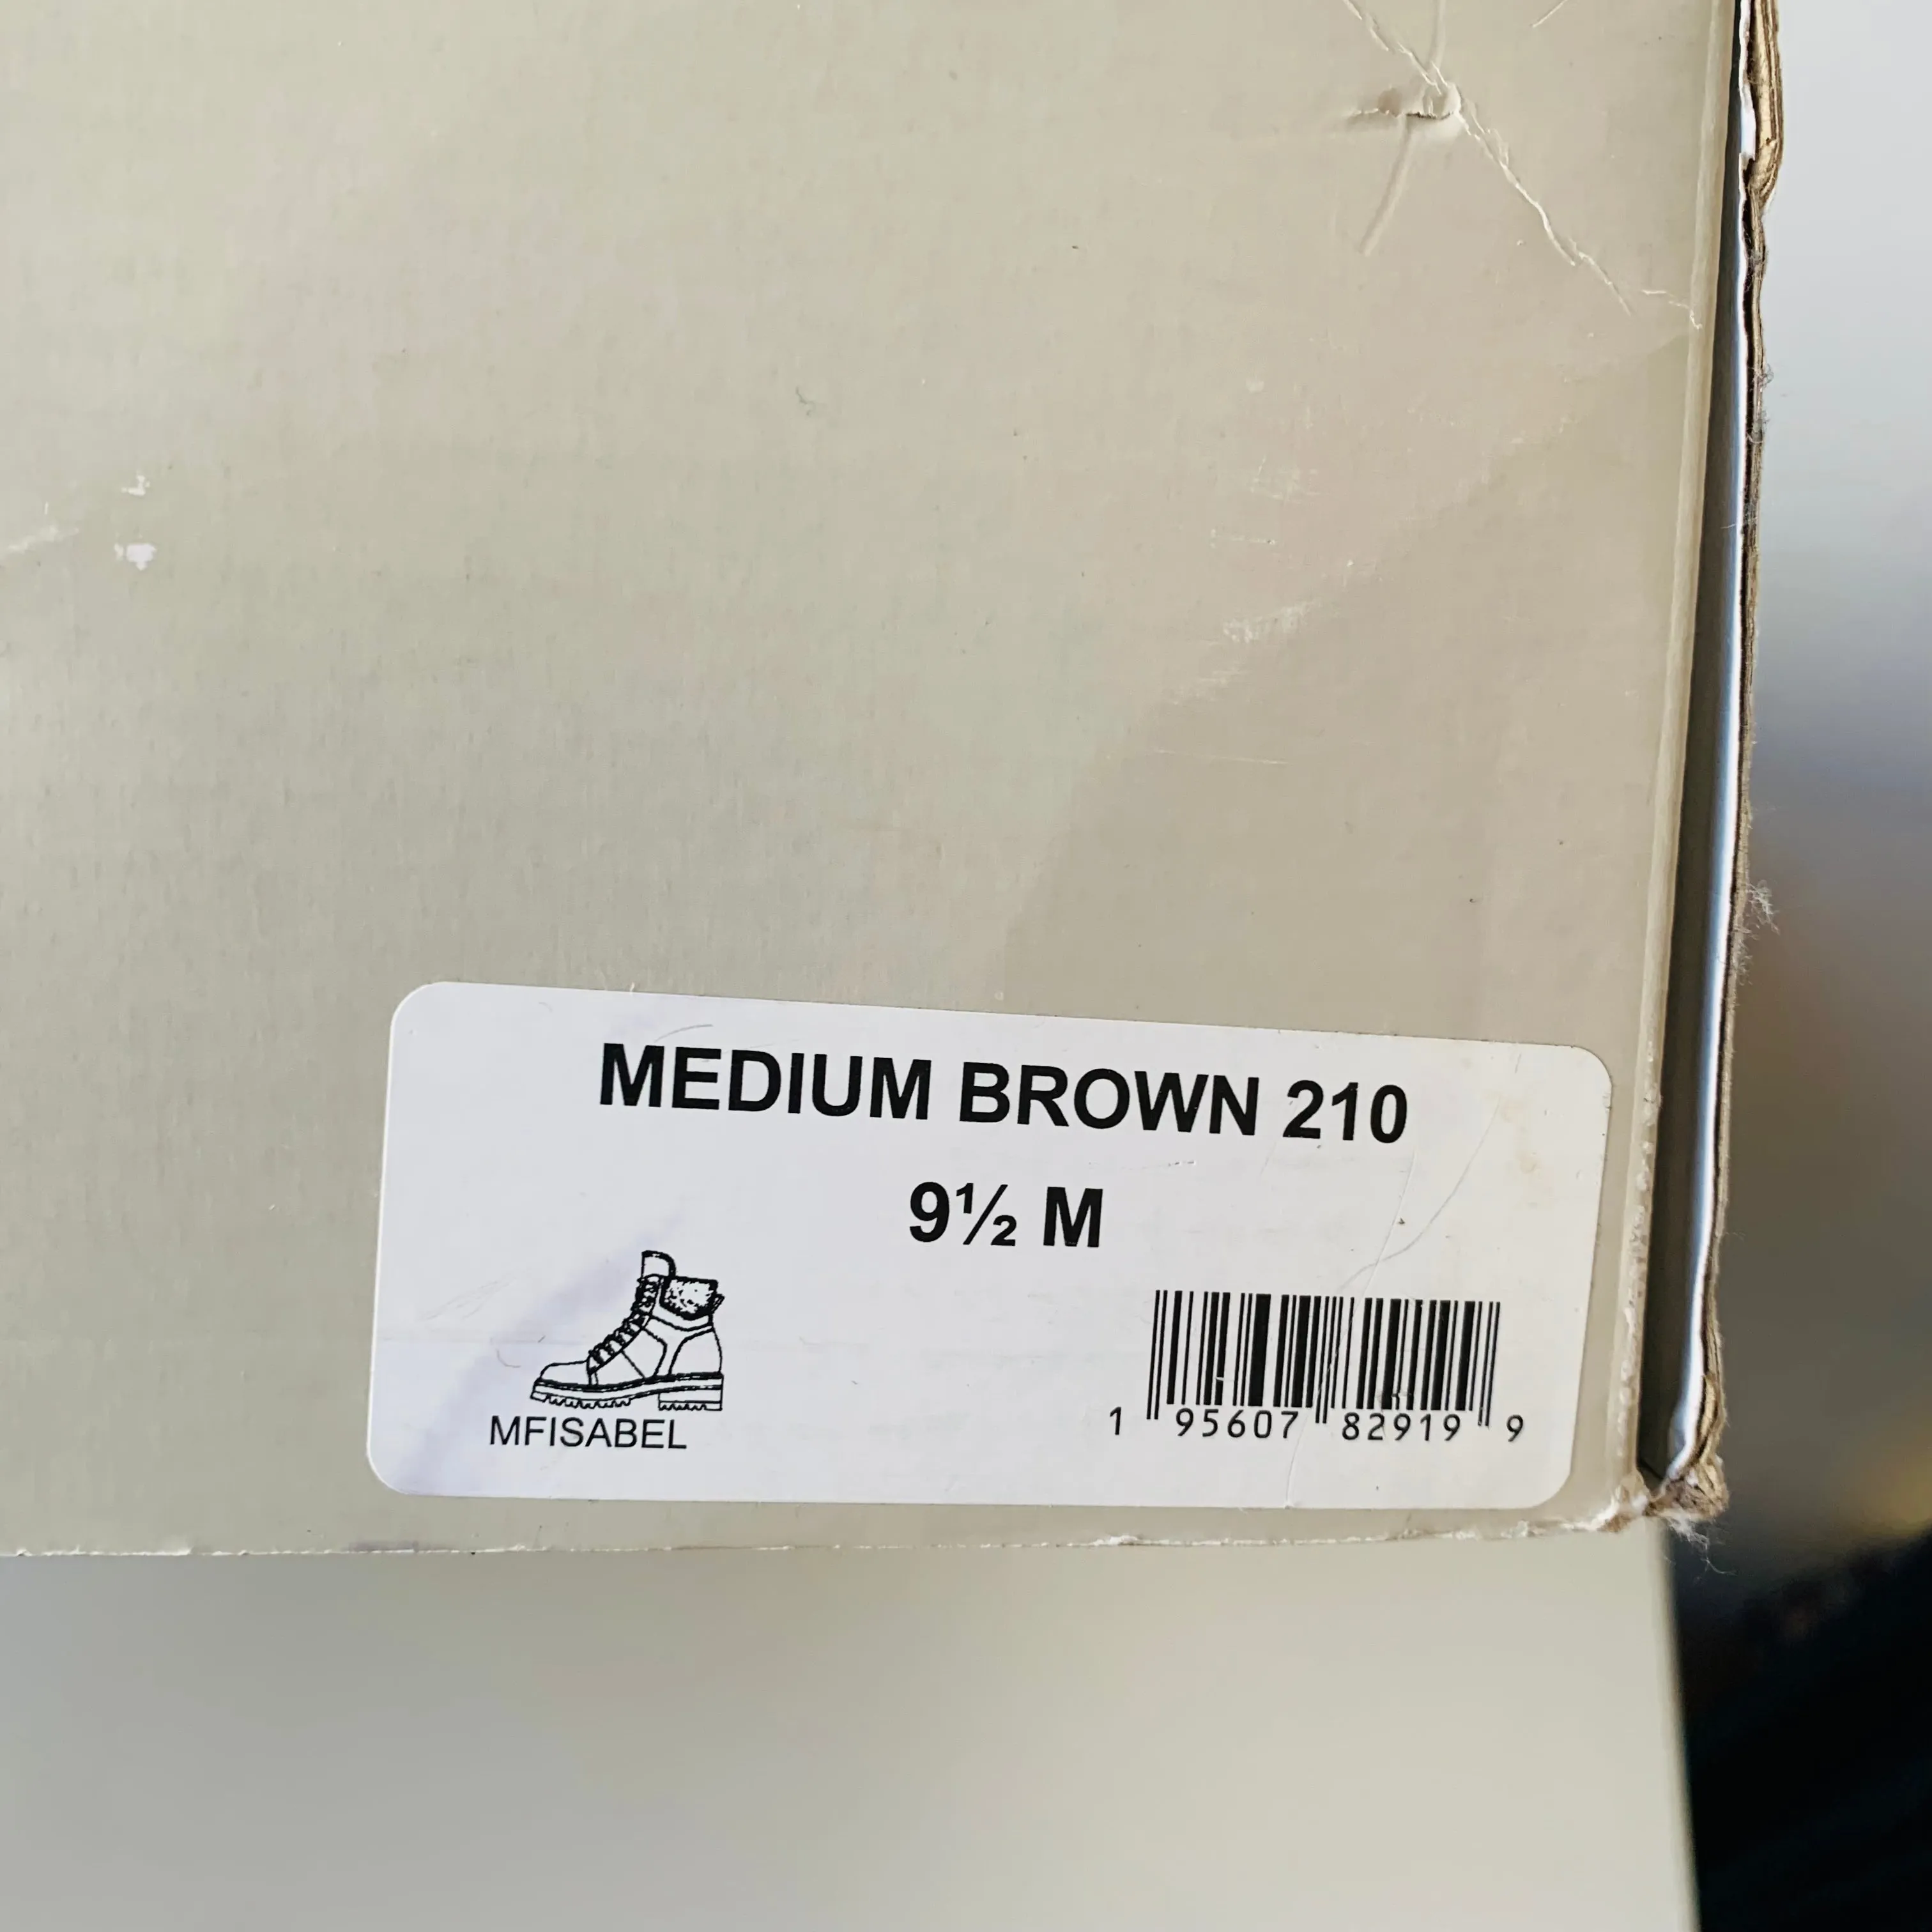 MEDIUM BROWN 210
9½ M
MFISABEL
1 95607 82919 9